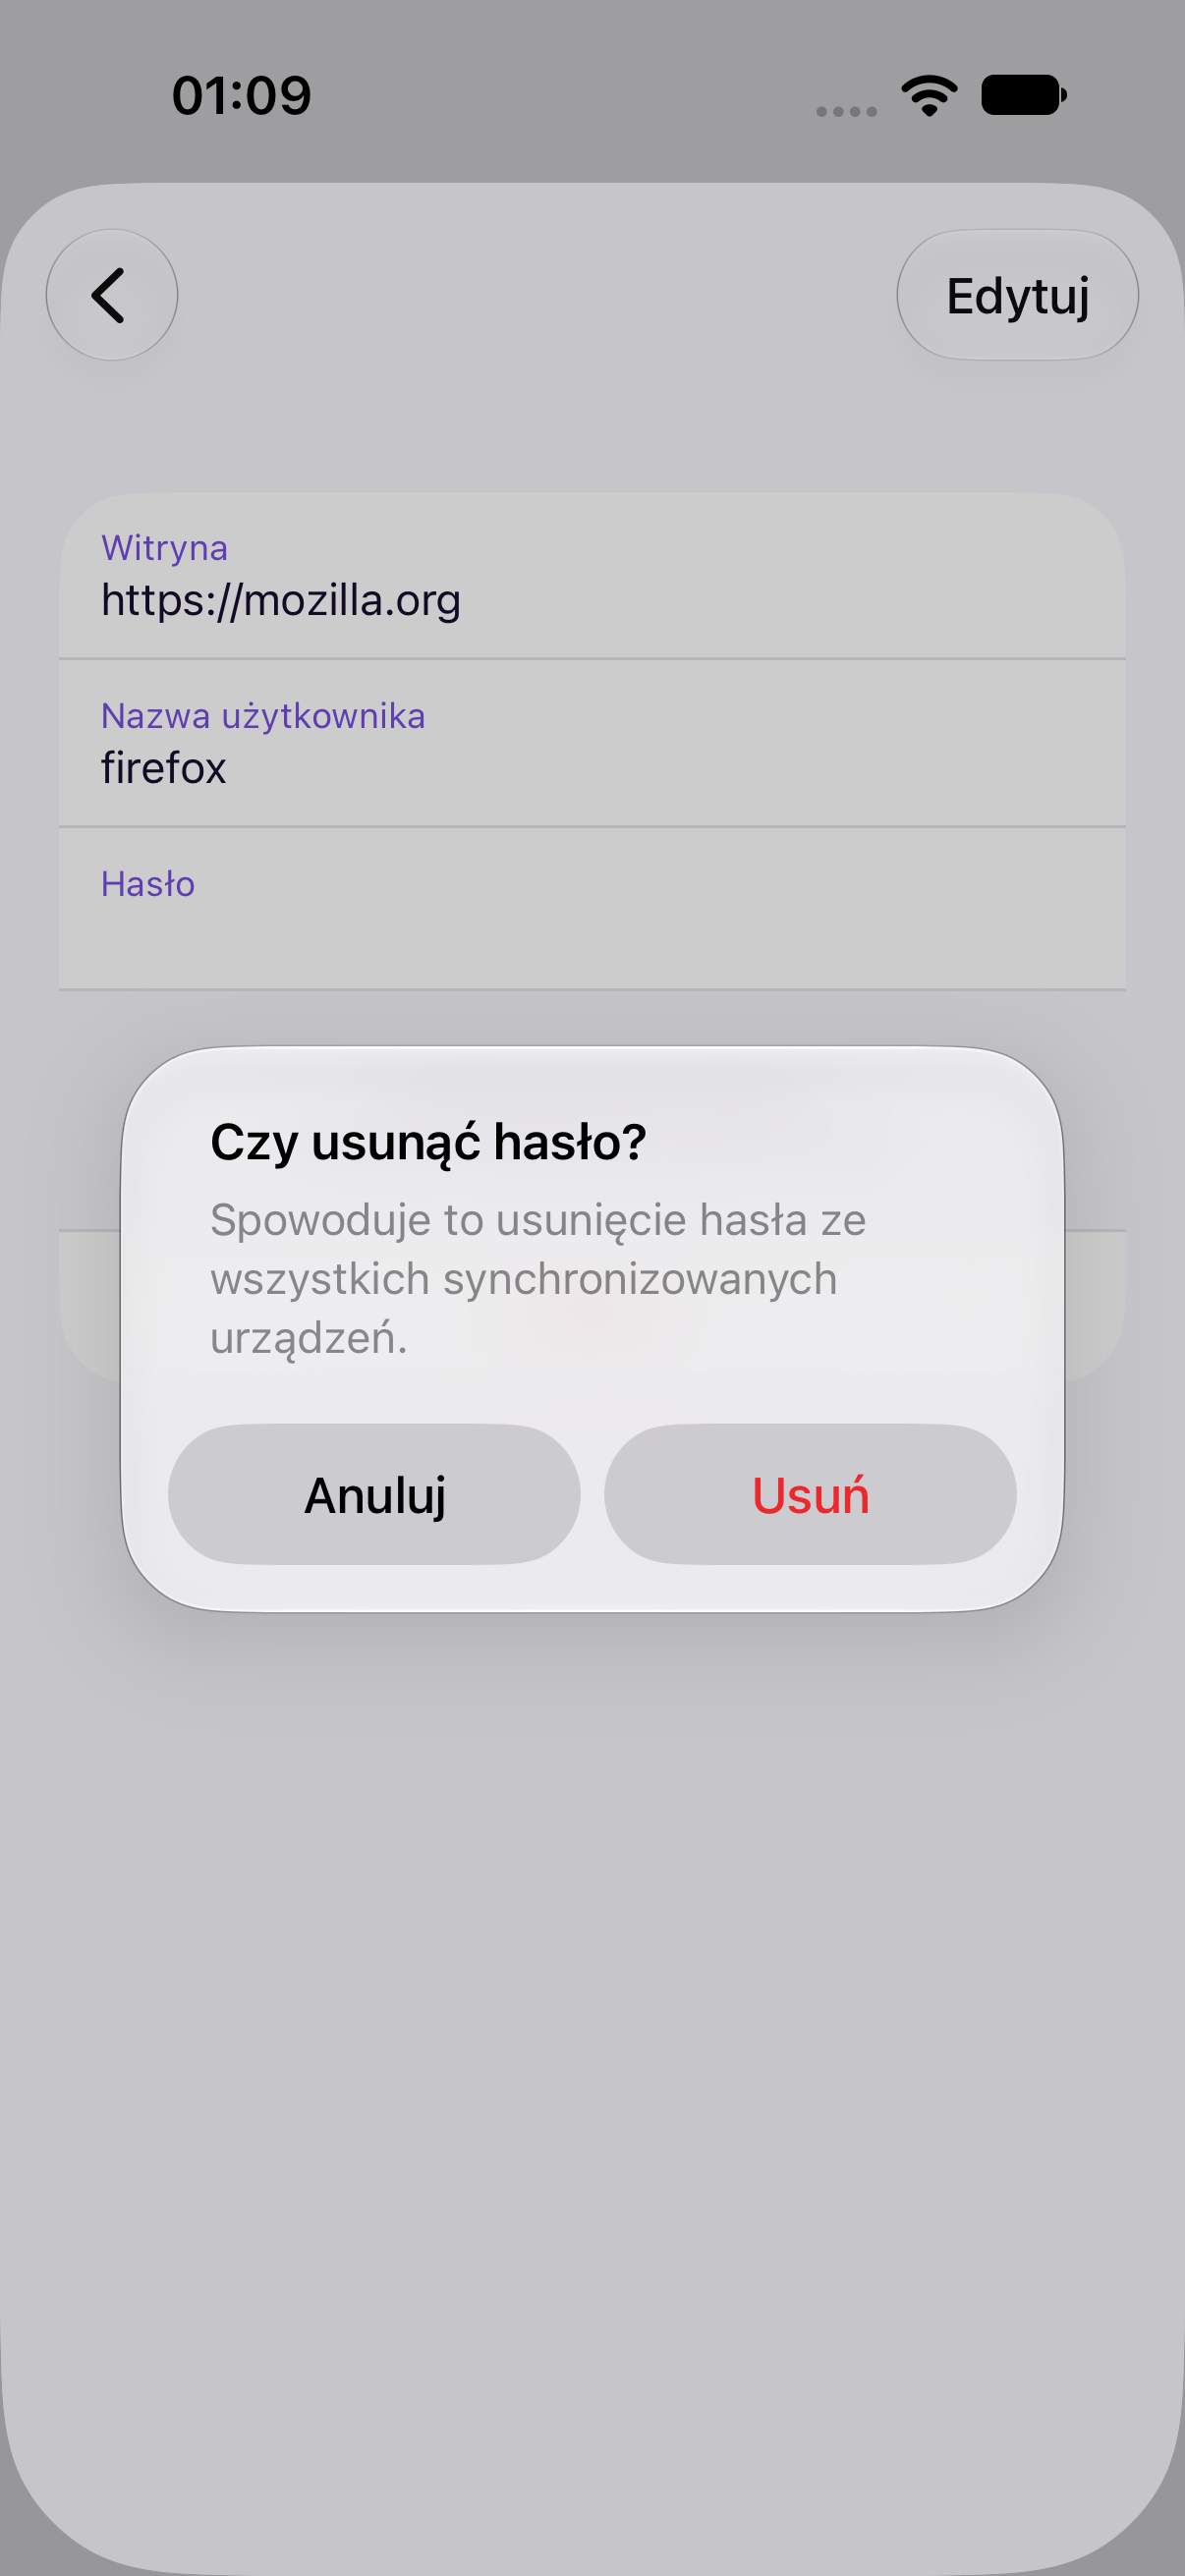 01:09
Edytuj
Witryna
https://mozilla.org
Nazwa użytkownika
firefox
Hasło
Czy usunąć hasło?
Spowoduje to usunięcie hasła ze
wszystkich synchronizowanych
urządzeń.
Anuluj
Usuń